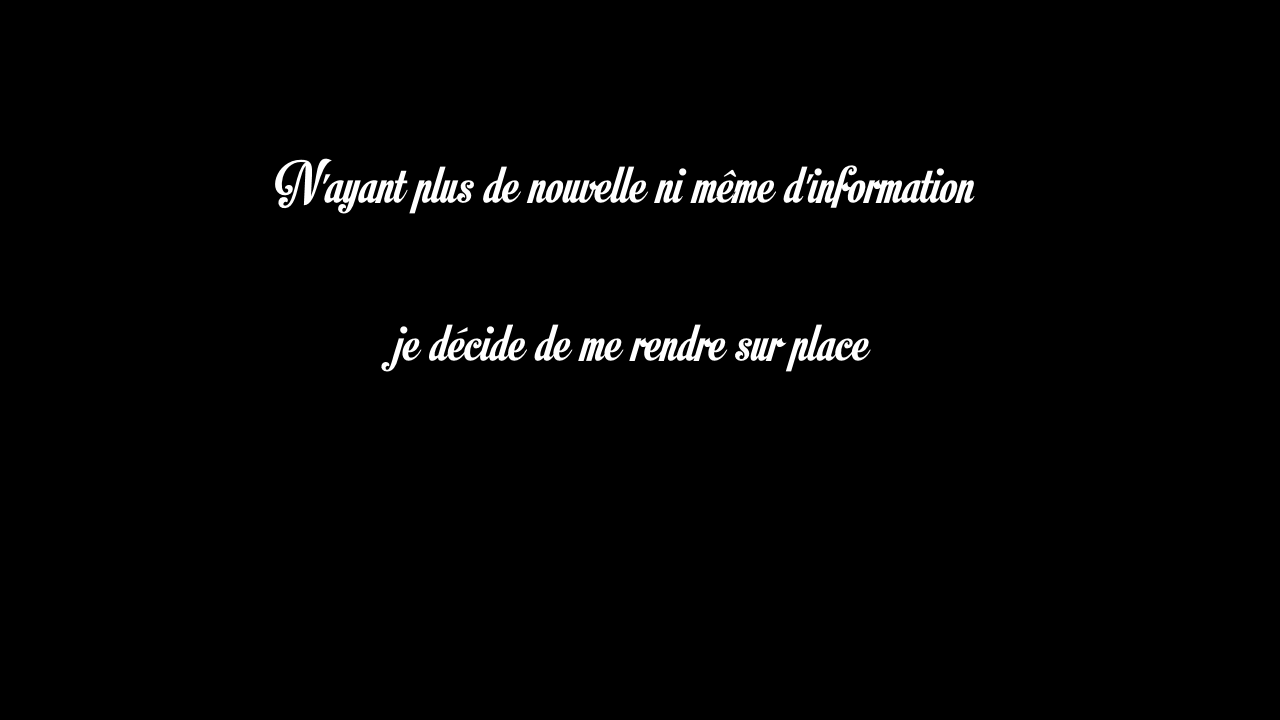 N'ayant plus de nouvelle ni même d'information
je décide de me rendre sur place